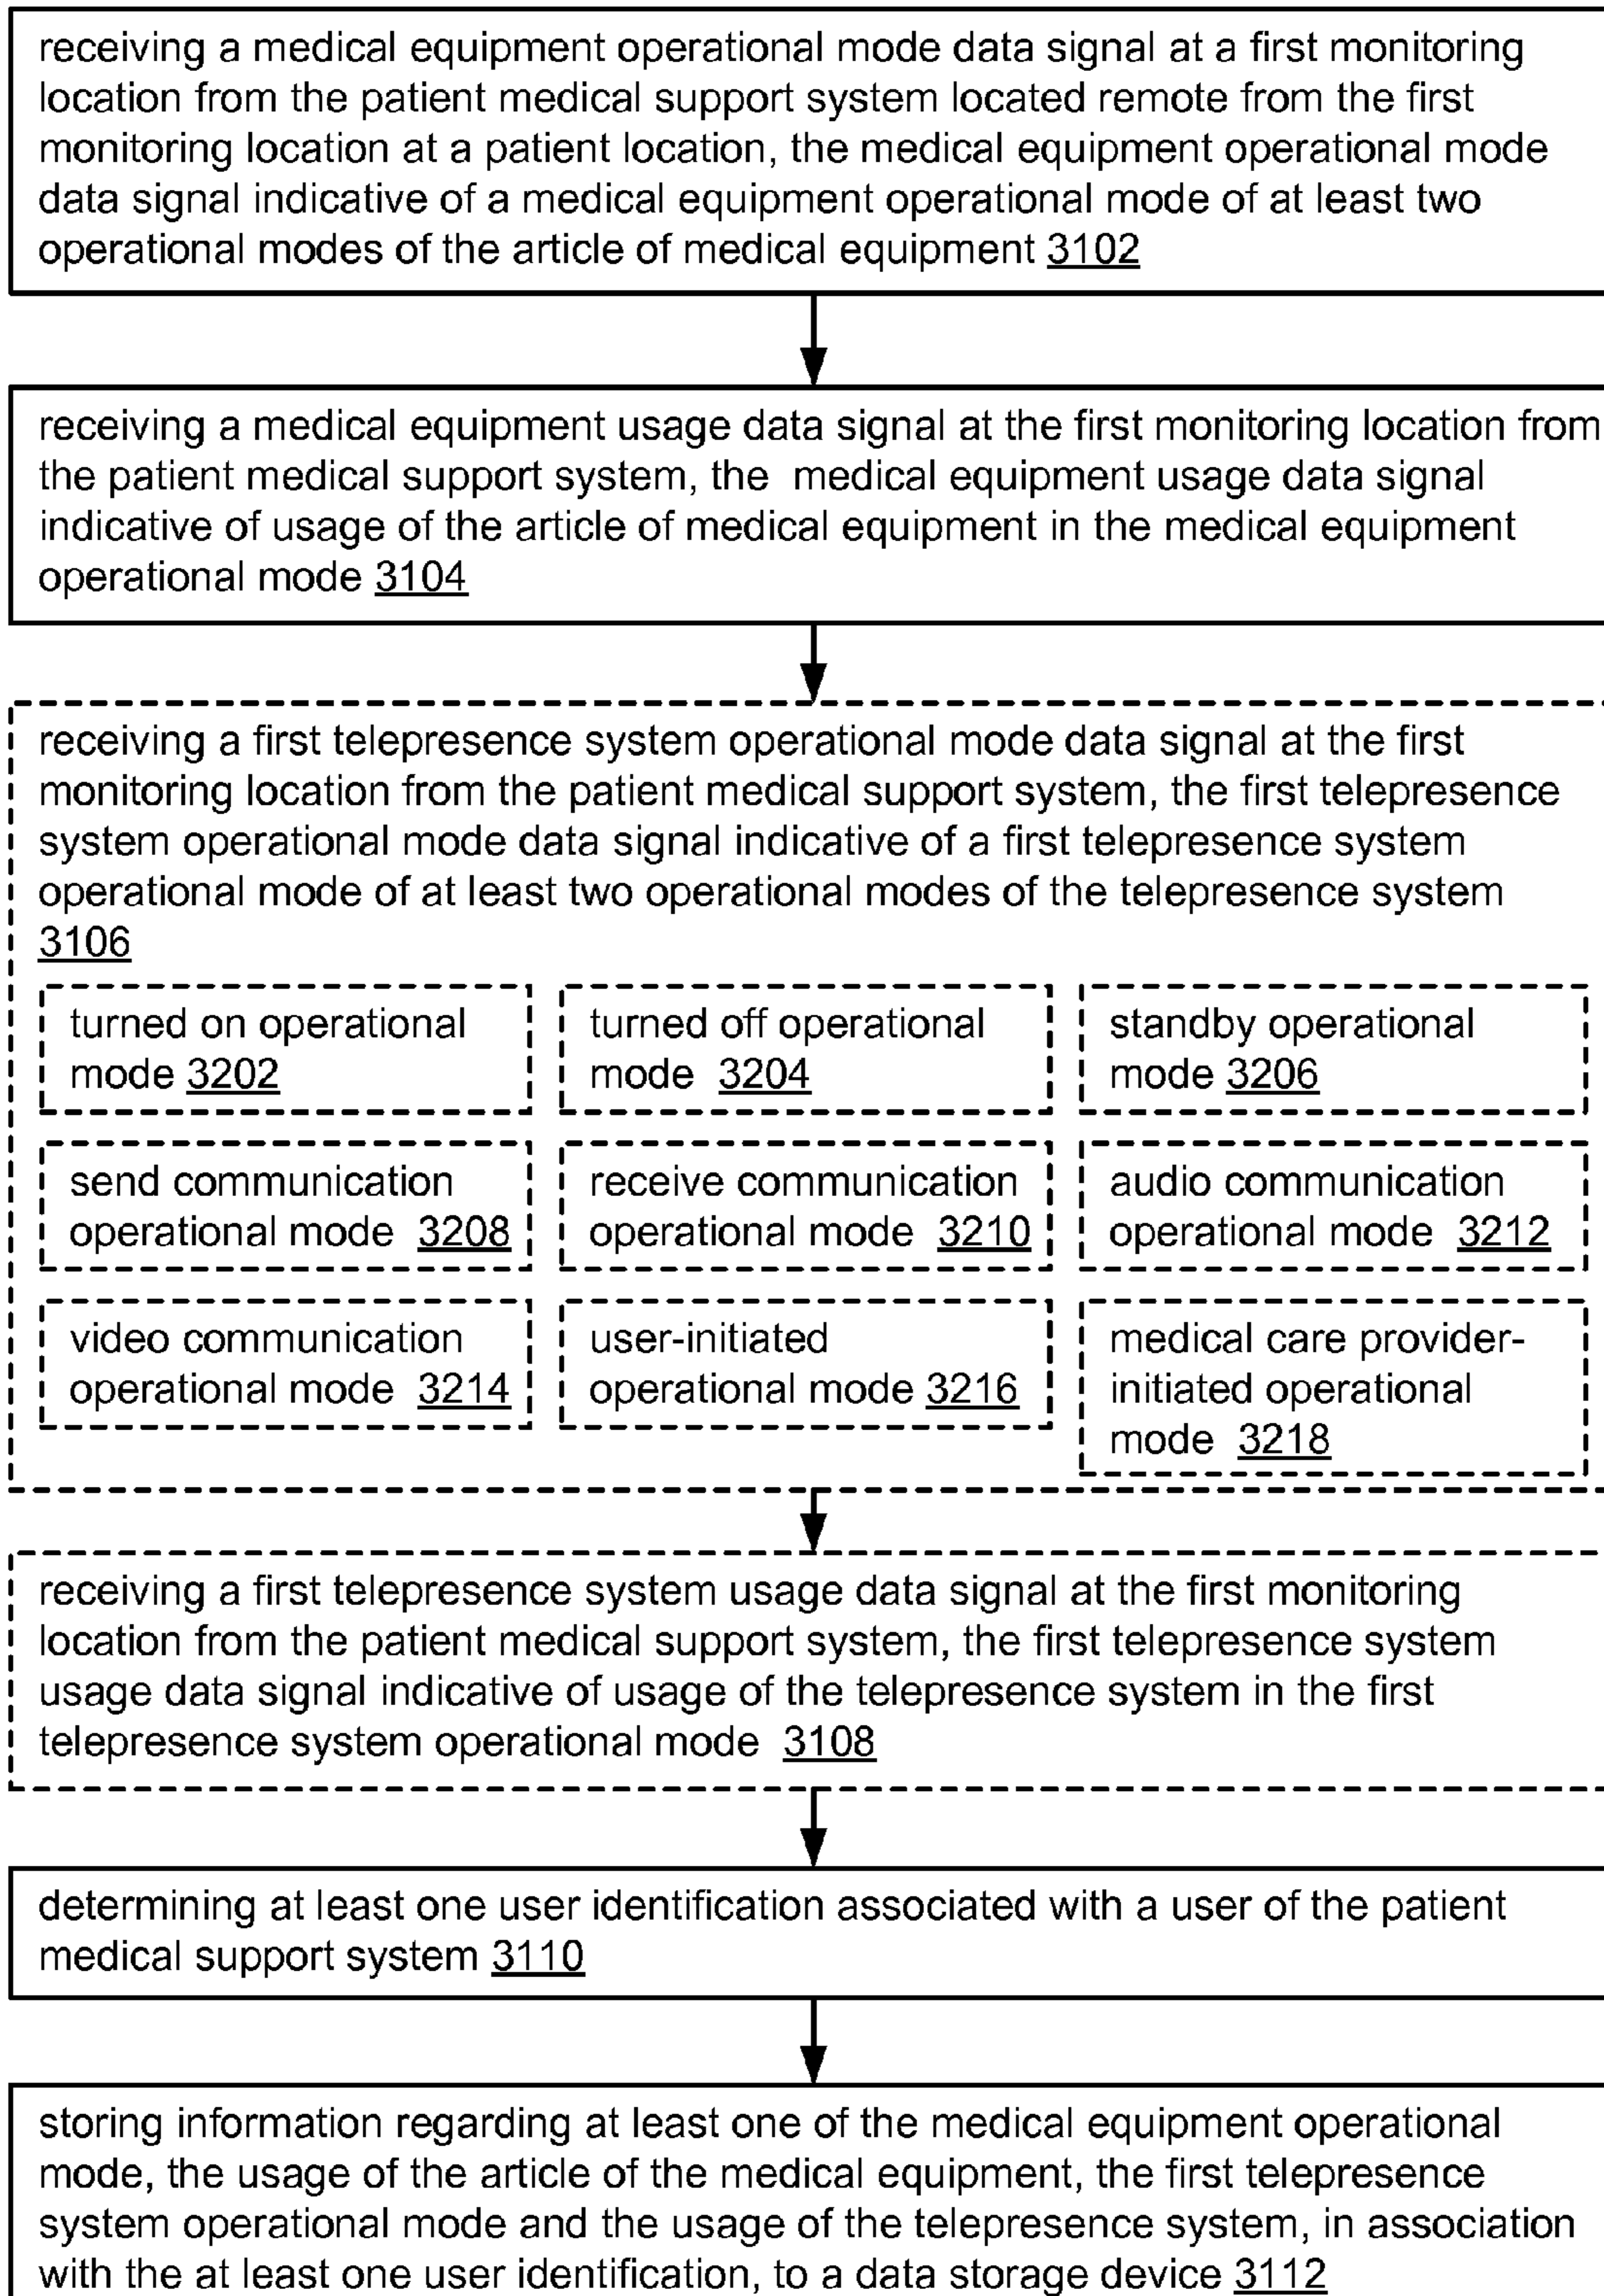 receiving a medical equipment operational mode data signal at a first monitoring
location from the patient medical support system located remote from the first
monitoring location at a patient location, the medical equipment operational mode
data signal indicative of a medical equipment operational mode of at least two
operational modes of the article of medical equipment 3102
receiving a medical equipment usage data signal at the first monitoring location from
the patient medical support system, the medical equipment usage data signal
indicative of usage of the article of medical equipment in the medical equipment
operational mode 3104
receiving a first telepresence system operational mode data signal at the first
monitoring location from the patient medical support system, the first telepresence
system operational mode data signal indicative of a first telepresence system
operational mode of at least two operational modes of the telepresence system
3106
turned on operational
mode 3202
turned off operational
mode 3204
standby operational
mode 3206
send communication
operational mode 3208
receive communication
operational mode 3210
audio communication
operational mode 3212
video communication
operational mode 3214
user-initiated
operational mode 3216
medical care provider-
initiated operational
mode 3218
receiving a first telepresence system usage data signal at the first monitoring
location from the patient medical support system, the first telepresence system
usage data signal indicative of usage of the telepresence system in the first
telepresence system operational mode 3108
determining at least one user identification associated with a user of the patient
medical support system 3110
storing information regarding at least one of the medical equipment operational
mode, the usage of the article of the medical equipment, the first telepresence
system operational mode and the usage of the telepresence system, in association
with the at least one user identification, to a data storage device 3112